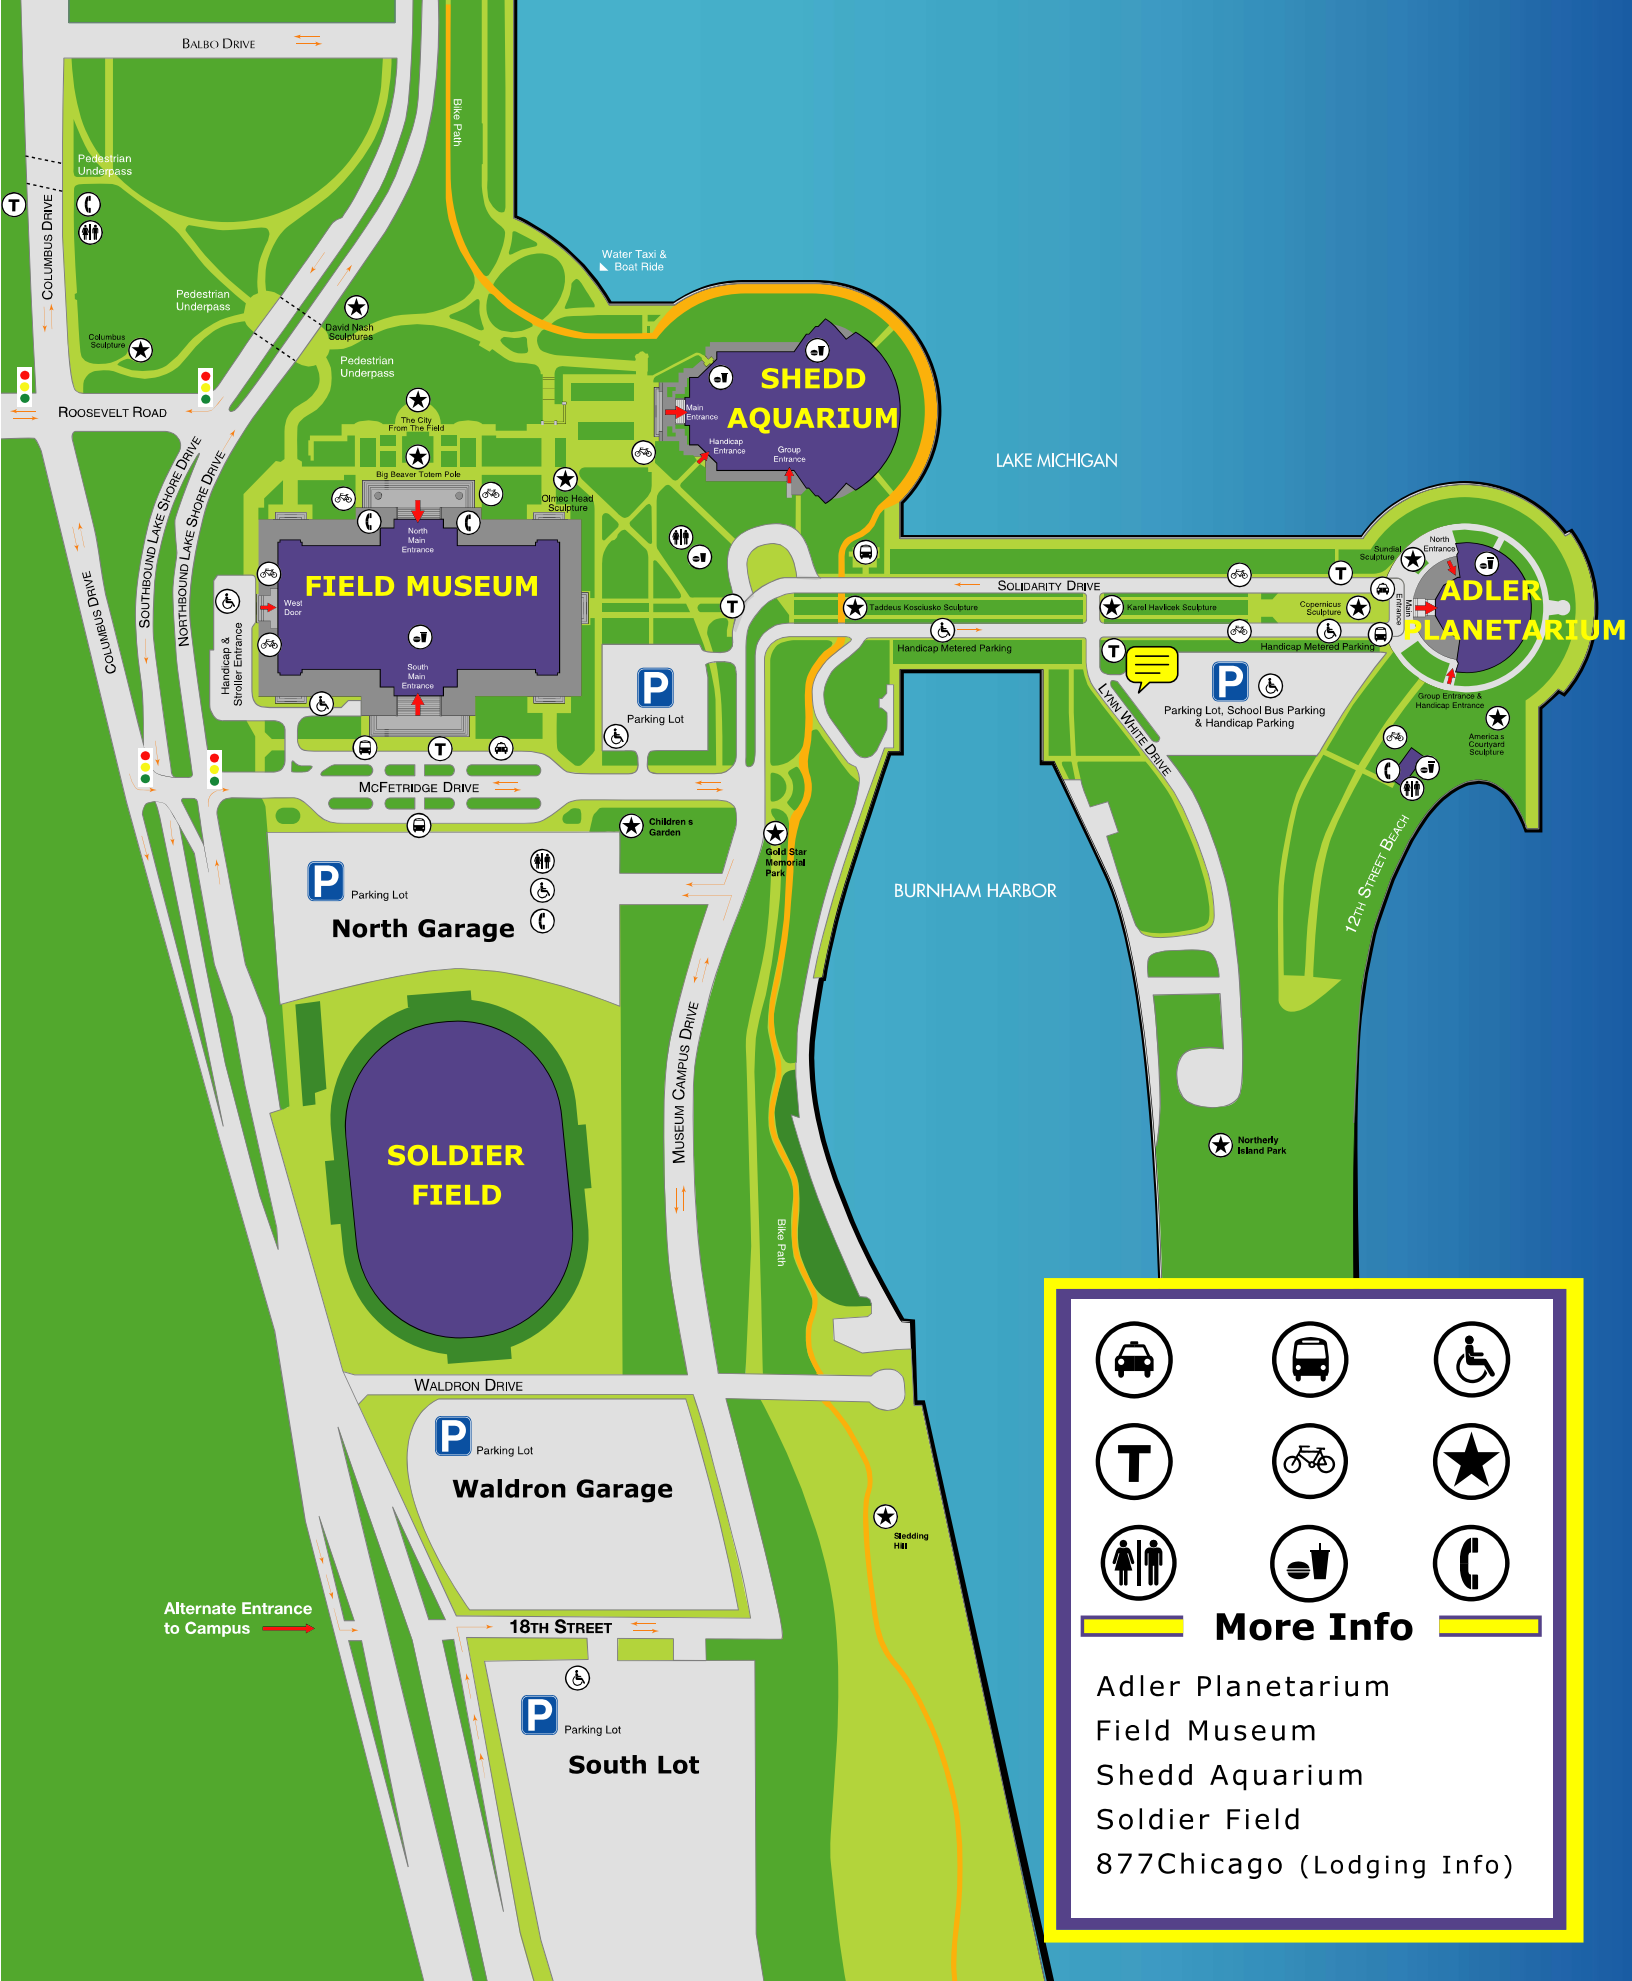 BALBO DRIVE
Bike Path
Pedestrian
Underpass
T
COLUMBUS DRIVE
Water Taxi &
Boat Ride
Pedestrian
Underpass
David Nash
Sculptures
Columbus
Sculpture
Pedestrian
Underpass
SHEDD
AQUARIUM
Main
Entrance
Handicap
Entrance
Group
Entrance
ROOSEVELT ROAD
The City
From The Field
Big Beaver Totem Pole
Olmec Head
Sculpture
LAKE MICHIGAN
SOUTHBOUND LAKE SHORE DRIVE
NORTHBOUND LAKE SHORE DRIVE
COLUMBUS DRIVE
North
Main
Entrance
FIELD MUSEUM
West
Door
South
Main
Entrance
Handicap &
Stroller Entrance
T
SOLIDARITY DRIVE
T
Taddeus Kosciusko Sculpture
Karel Havlicek Sculpture
Copernicus
Sculpture
Sundial
Sculpture
North
Entrance
Main
Entrance
ADLER
PLANETARIUM
Handicap Metered Parking
Handicap Metered Parking
T
P
Parking Lot, School Bus Parking
& Handicap Parking
Group Entrance &
Handicap Entrance
America s
Courtyard
Sculpture
LYNN WHITE DRIVE
P
Parking Lot
T
MCFETRIDGE DRIVE
Children s
Garden
Gold Star
Memorial
Park
P
Parking Lot
North Garage
BURNHAM HARBOR
12TH STREET BEACH
MUSEUM CAMPUS DRIVE
SOLDIER
FIELD
Bike Path
Northerly
Island Park
WALDRON DRIVE
P
Parking Lot
Waldron Garage
Sledding
Hill
Alternate Entrance
to Campus
18TH STREET
P
Parking Lot
South Lot
T
More Info
Adler Planetarium
Field Museum
Shedd Aquarium
Soldier Field
877Chicago (Lodging Info)